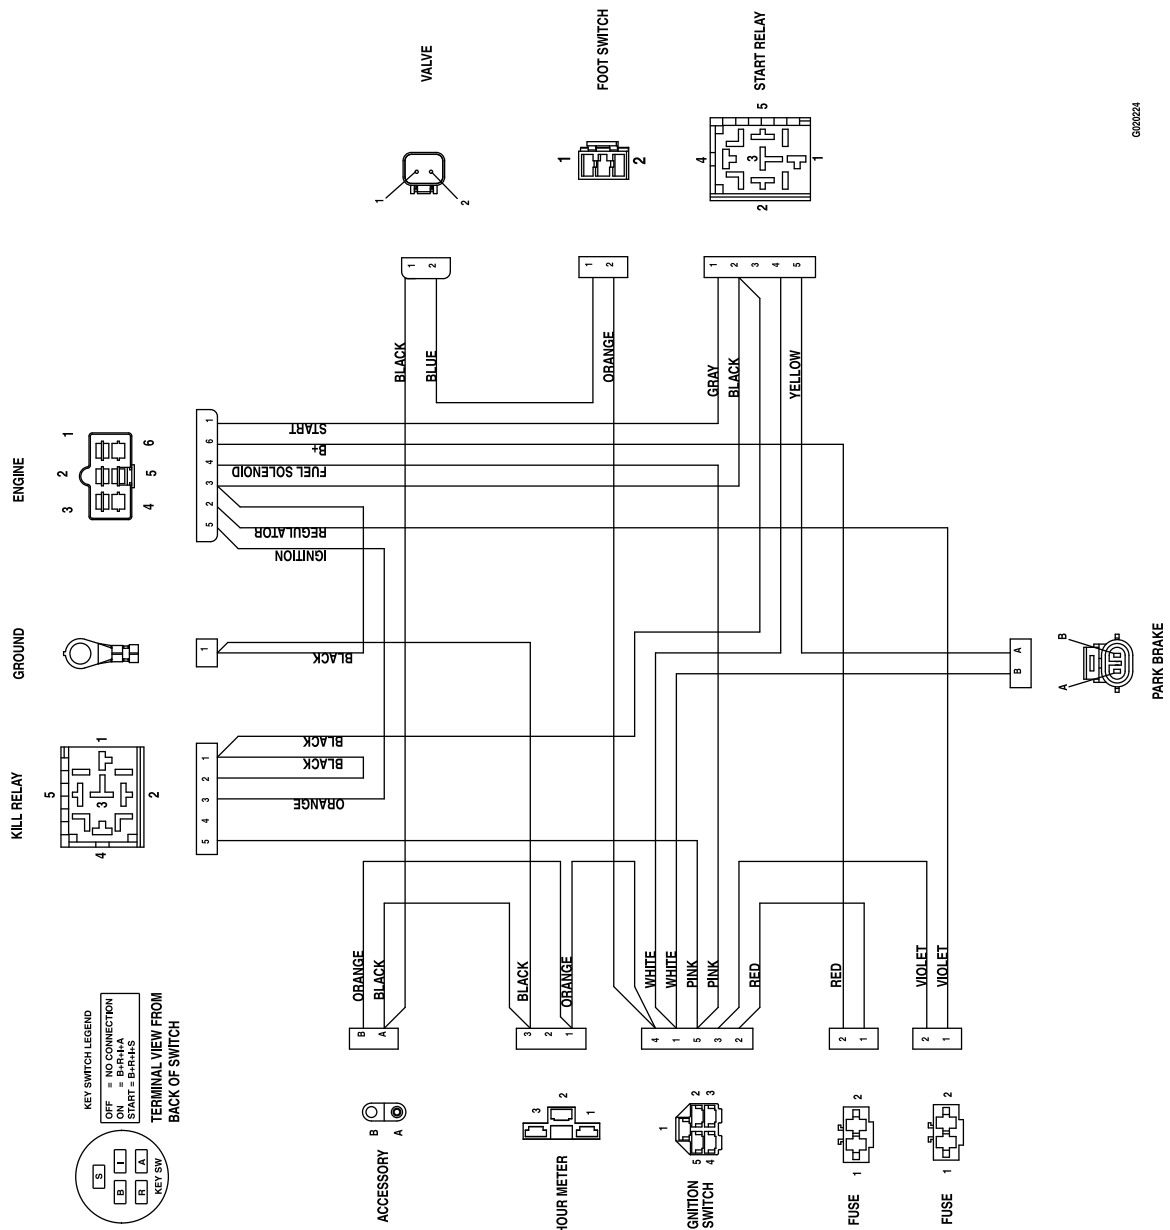 VALVE
1
2
FOOT SWITCH
1
2
START RELAY
4
5
3
2
1
G020224
ENGINE
1
2
3
6
5
4
GROUND
KILL RELAY
5
1
3
4
2
1
2
1
2
1
2
3
4
5
BLACK
BLUE
ORANGE
GRAY
BLACK
YELLOW
1
6
4
3
2
5
START
B+
FUEL SOLENOID
REGULATOR
IGNITION
1
BLACK
1
2
3
4
5
BLACK
BLACK
ORANGE
B
A
A
B
PARK BRAKE
KEY SWITCH LEGEND
OFF = NO CONNECTION
ON = B+R+I+A
START = B+R+I+S
TERMINAL VIEW FROM
BACK OF SWITCH
S
B
I
R
A
KEY SW
ORANGE
BLACK
BLACK
ORANGE
WHITE
WHITE
PINK
PINK
RED
RED
VIOLET
VIOLET
B
A
3
2
1
4
1
5
3
2
2
1
2
1
B
A
ACCESSORY
3
2
1
HOUR METER
1
2
3
5
4
GNITION
SWITCH
1
2
FUSE
1
2
FUSE